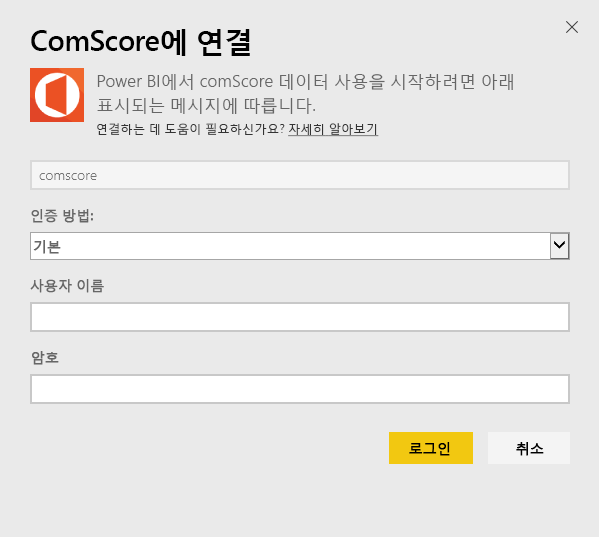 ComScore에 연결
Power BI에서 comScore 데이터 사용을 시작하려면 아래
표시되는 메시지에 따릅니다.
연결하는 데 도움이 필요하신가요? 자세히 알아보기
comscore
인증 방법:
기본
사용자 이름
암호
로그인
취소